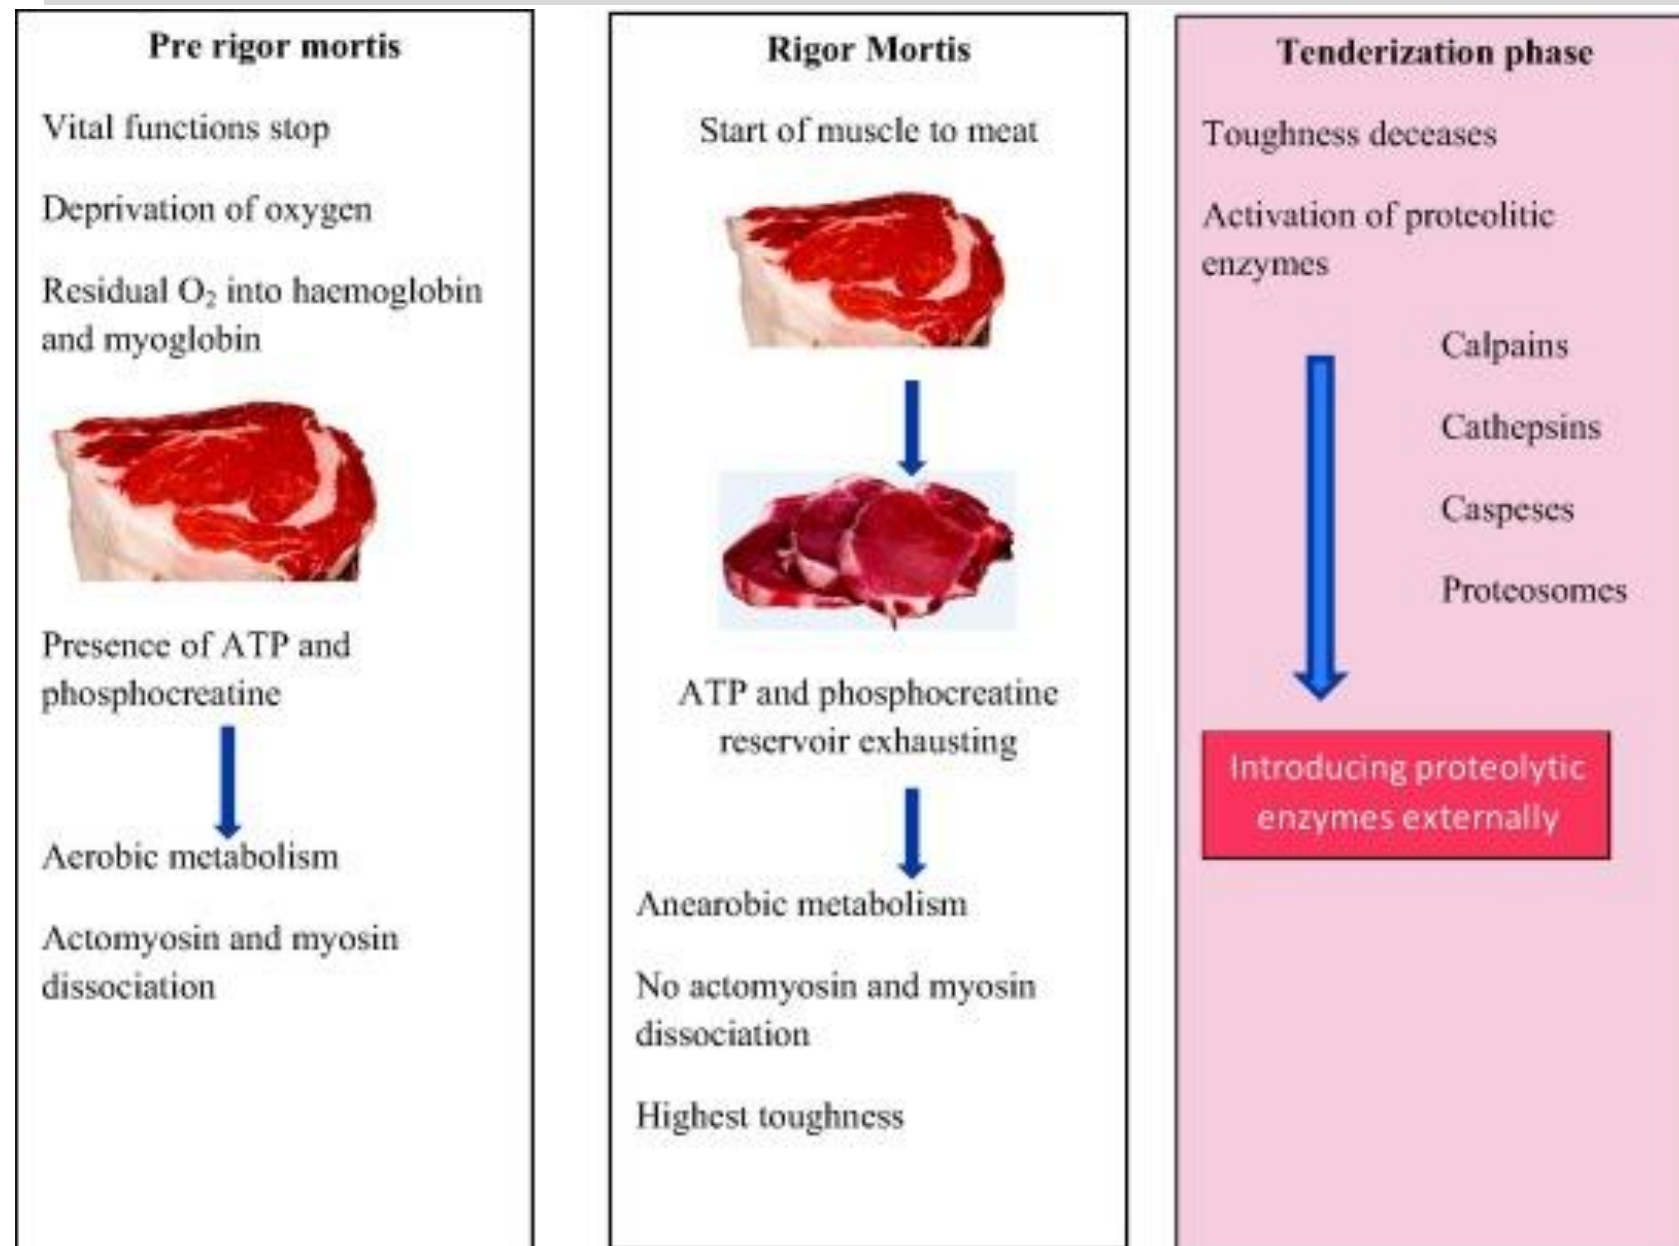 Pre rigor mortis
Vital functions stop
Deprivation of oxygen
Residual O₂ into haemoglobin
and myoglobin
Presence of ATP and
phosphocreatine
Aerobic metabolism
Actomyosin and myosin
dissociation
Rigor Mortis
Start of muscle to meat
ATP and phosphocreatine
reservoir exhausting
Anearobic metabolism
No actomyosin and myosin
dissociation
Highest toughness
Tenderization phase
Toughness deceases
Activation of proteolitic
enzymes
Calpains
Cathepsins
Caspeses
Proteosomes
Introducing proteolytic
enzymes externally